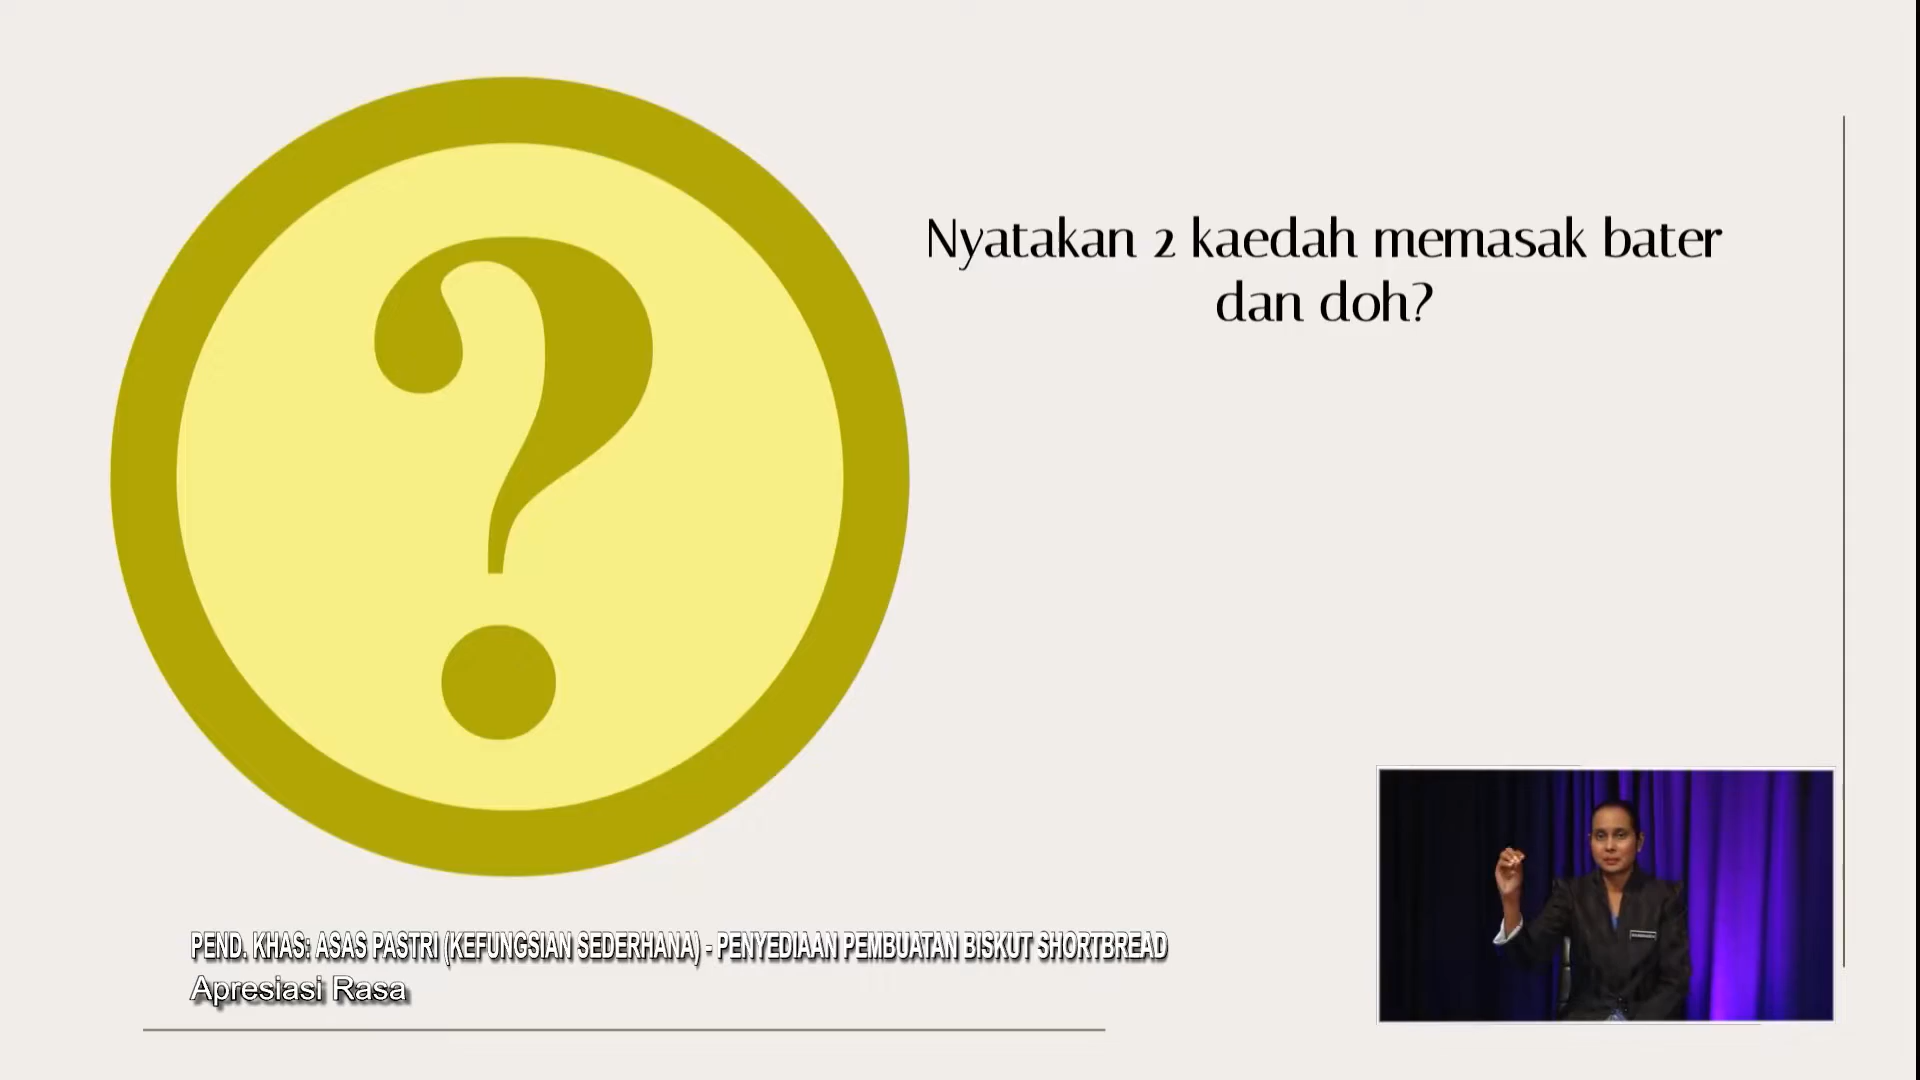 Nyatakan 2 kaedah memasak bater
dan doh?
PEND. KHAS: ASAS PASTRI (KEFUNGSIAN SEDERHANA) - PENYEDIAAN PEMBUATAN BISKUT SHORTBREAD
Apresiasi Rasa